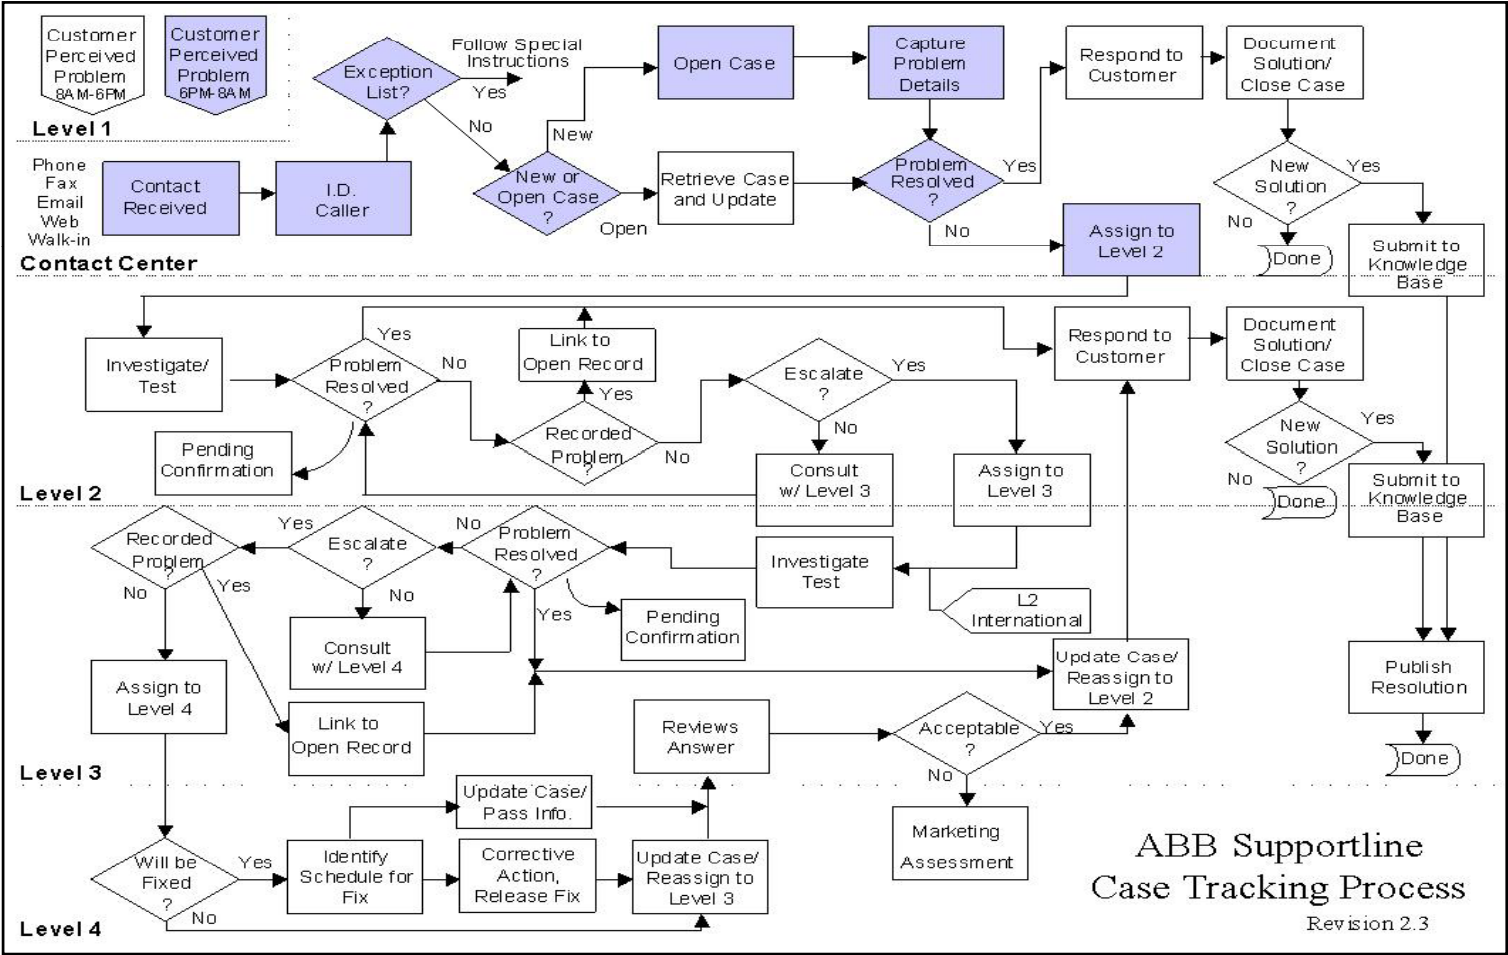 Customer
Perceived
Problem
8AM-6PM
Customer
Perceived
Problem
6PM-8AM
Level 1
Phone
Fax
Email
Web
Walk-in
Contact
Received
I.D.
Caller
Exception
List?
Follow Special
Instructions
Yes
No
New
New or
Open Case
?
Open
Open Case
Retrieve Case
and Update
Capture
Problem
Details
Problem
Resolved
?
Yes
No
Respond to
Customer
Document
Solution/
Close Case
New
Solution
?
Yes
No
Done
Assign to
Level 2
Submit to
Knowledge
Base
Contact Center
Investigate/
Test
Problem
Resolved
?
Yes
No
Pending
Confirmation
Link to
Open Record
Yes
Recorded
Problem
?
No
Escalate
?
Yes
No
Consult
w/ Level 3
Assign to
Level 3
Respond to
Customer
Document
Solution/
Close Case
New
Solution
?
Yes
No
Done
Submit to
Knowledge
Base
Level 2
Recorded
Problem
?
No
Yes
Yes
Escalate
?
No
No
Problem
Resolved
?
Yes
Investigate
Test
L2
International
Pending
Confirmation
Consult
w/ Level 4
Assign to
Level 4
Link to
Open Record
Reviews
Answer
Acceptable
?
Yes
No
Update Case/
Reassign to
Level 2
Publish
Resolution
Done
Level 3
Update Case/
Pass Info.
Marketing
Assessment
Will be
Fixed
?
Yes
No
Identify
Schedule for
Fix
Corrective
Action,
Release Fix
Update Case/
Reassign to
Level 3
Level 4
ABB Supportline
Case Tracking Process
Revision 2.3